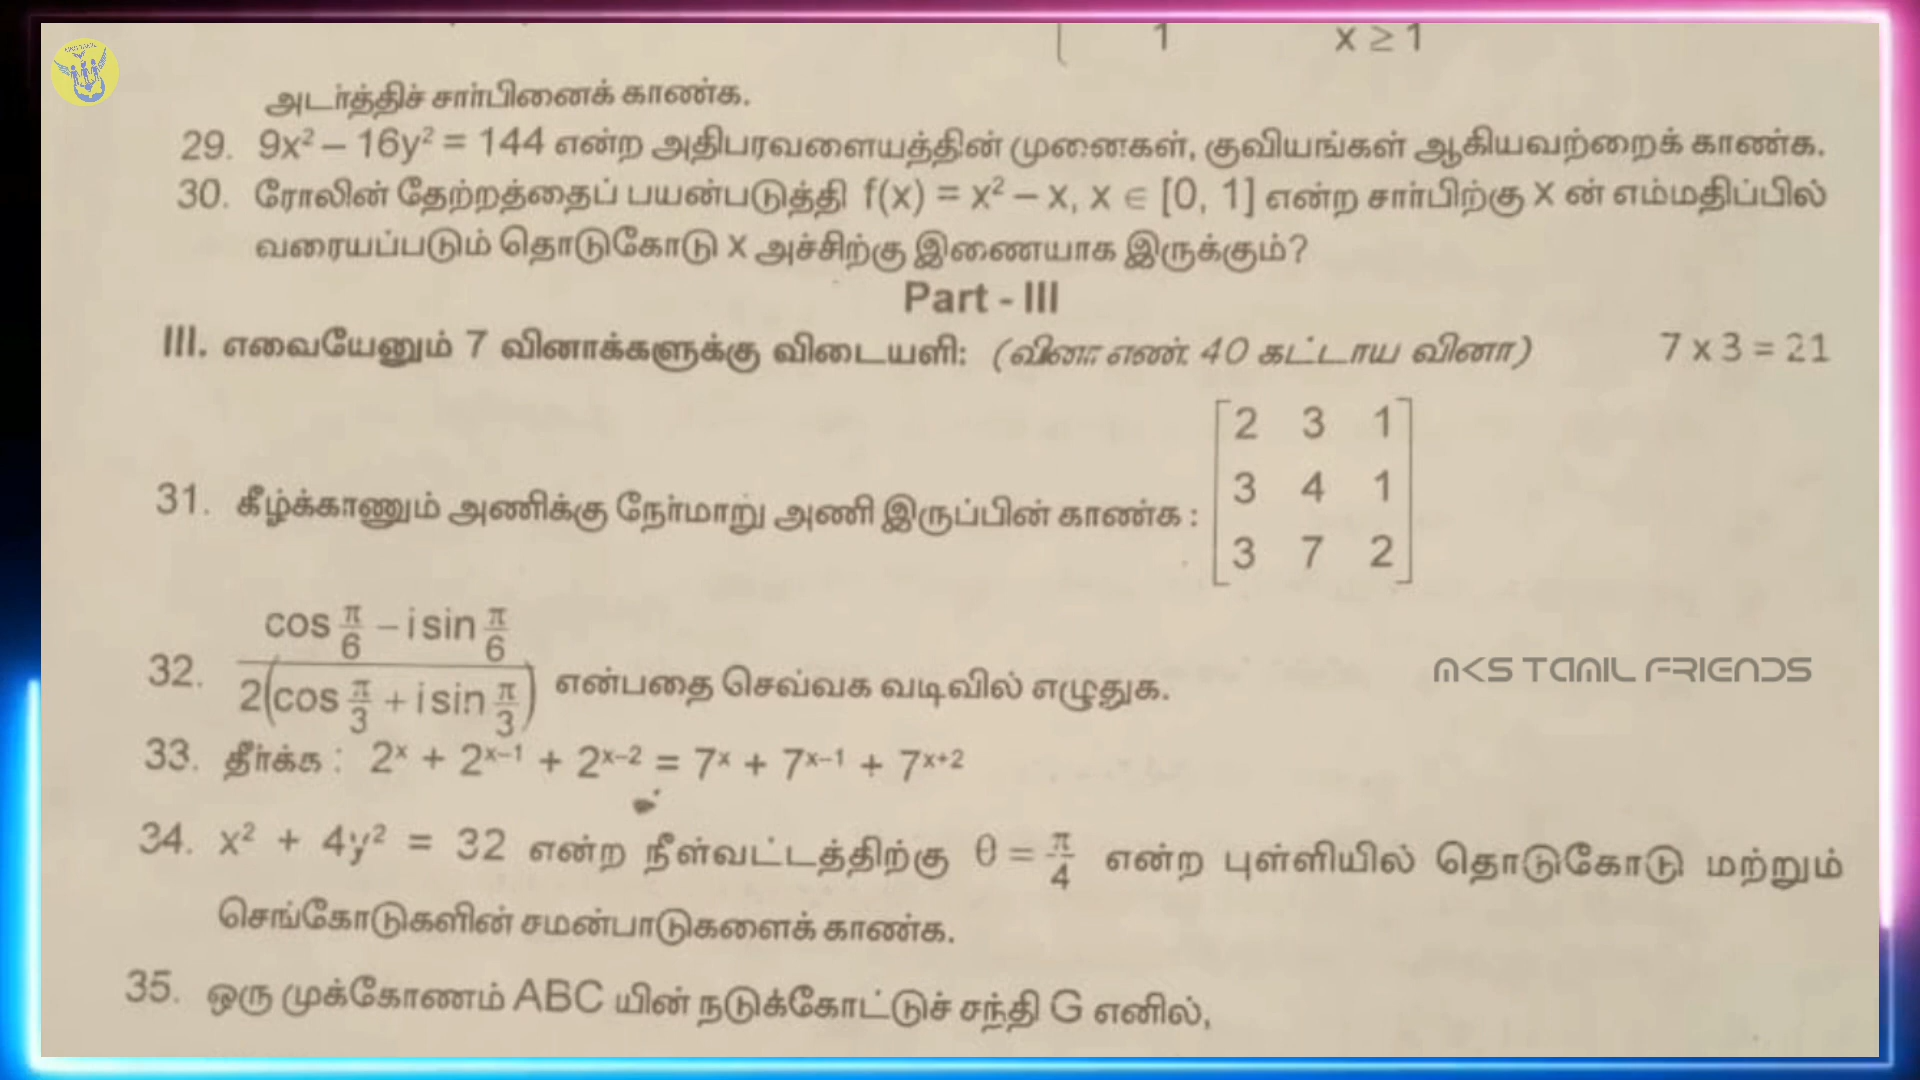 1 x ≥ 1
அடர்த்திச் சார்பினைக் காண்க.
29. 9x² – 16y² = 144 என்ற அதிபரவளையத்தின் முனைகள், குவியங்கள் ஆகியவற்றைக் காண்க.
30. ரோலின் தேற்றத்தைப் பயன்படுத்தி f(x) = x² – x, x ∈ [0, 1] என்ற சார்பிற்கு x ன் எம்மதிப்பில்
வரையப்படும் தொடுகோடு x அச்சிற்கு இணையாக இருக்கும்?
Part - III
III. எவையேனும் 7 வினாக்களுக்கு விடையளி: (வினா எண். 40 கட்டாய வினா) 7 x 3 = 21
31. கீழ்க்காணும் அணிக்கு நேர்மாறு அணி இருப்பின் காண்க : [2 3 1
3 4 1
3 7 2]
32. (cos π/6 – i sin π/6) / 2(cos π/3 + i sin π/3) என்பதை செவ்வக வடிவில் எழுதுக.
MKS TAMIL FRIENDS
33. தீர்க்க : 2ˣ + 2ˣ⁻¹ + 2ˣ⁻² = 7ˣ + 7ˣ⁻¹ + 7ˣ⁺²
34. x² + 4y² = 32 என்ற நீள்வட்டத்திற்கு θ = π/4 என்ற புள்ளியில் தொடுகோடு மற்றும்
செங்கோடுகளின் சமன்பாடுகளைக் காண்க.
35. ஒரு முக்கோணம் ABC யின் நடுக்கோட்டுச் சந்தி G எனில்,